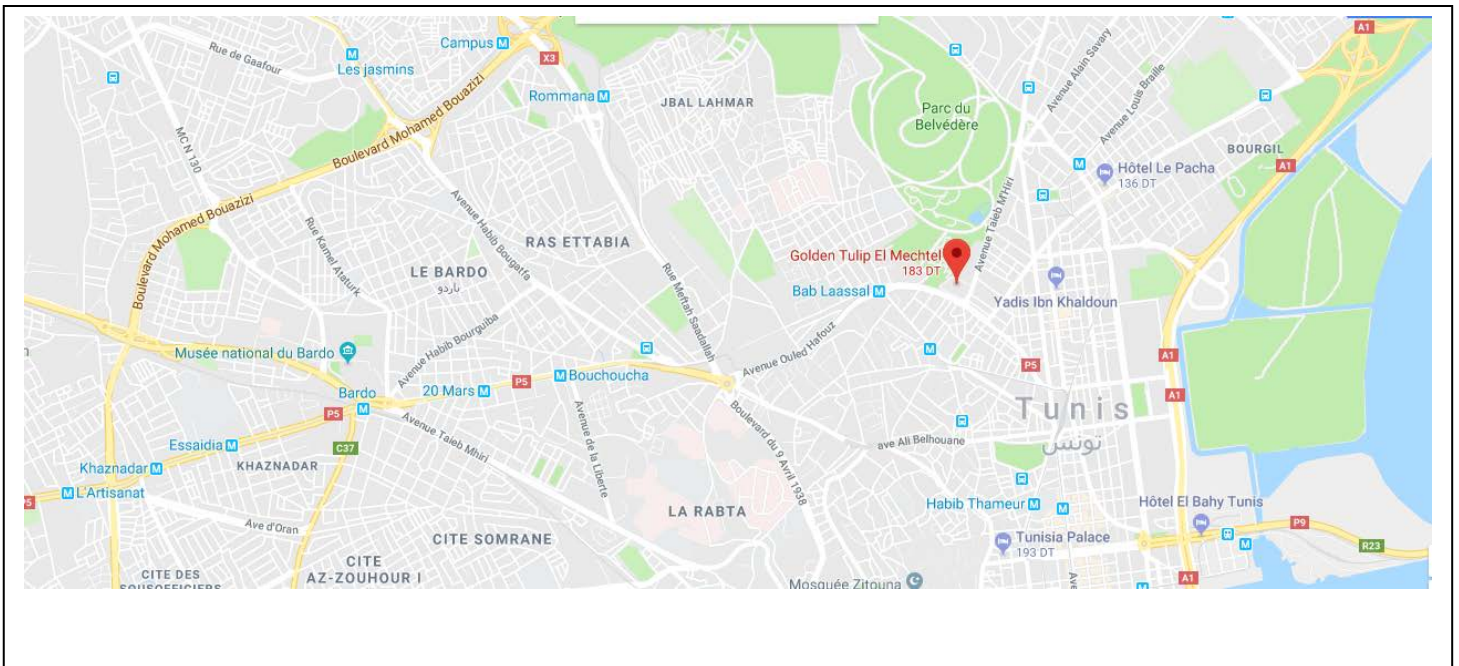 A1
Campus M
Rue de Gaafour
M
Les jasmins
X3
Rommana M
JBAL LAHMAR
Parc du
Belvédère
Avenue Alain Savary
Avenue Louis Braille
BOURGIL
A1
MC N 130
Boulevard Mohamed Bouazizi
M
Hôtel Le Pacha
136 DT
Boulevard Mohamed Bouazizi
Rue Kamel Ataturk
Avenue Habib Bougatfa
RAS ETTABIA
LE BARDO
باردو
Rue Meftah Saadallah
Golden Tulip El Mechtel
183 DT
Avenue Taieb M'Hiri
Bab Laassal M
Yadis Ibn Khaldoun
Musée national du Bardo
Avenue Habib Bourguiba
Avenue Ouled Hafouz
M
P5
A1
20 Mars M
P5
M Bouchoucha
Bardo
M
P5
A1
Tunis
تونس
Avenue Taieb Mhiri
Avenue de la Liberte
Boulevard du 9 Avril 1938
ave Ali Belhouane
Essaidia M
C37
Khaznadar M
KHAZNADAR
M L'Artisanat
LA RABTA
Habib Thameur M
M
Hôtel El Bahy Tunis
Ave d'Oran
CITE SOMRANE
Tunisia Palace
193 DT
P9
R23
M
CITE
AZ-ZOUHOUR I
CITE DES
SOUSOFFICIERS
Mosquée Zitouna
M
A1